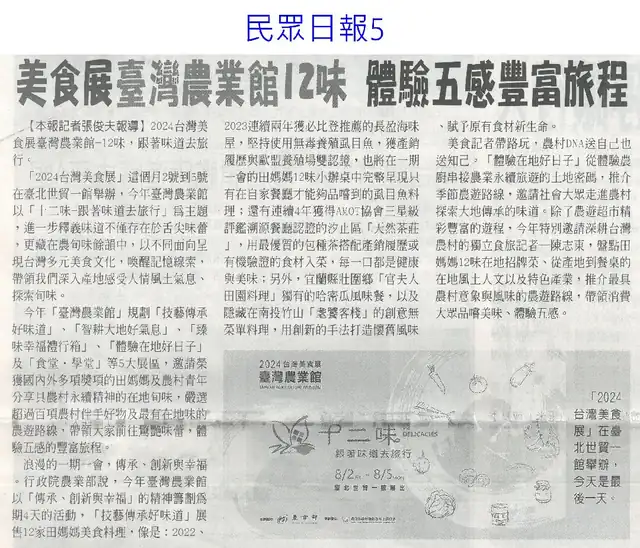 民眾日報5
美食展臺灣農業館12味 體驗五感豐富旅程
【本報記者張俊夫報導】2024台灣美
食展臺灣農業館-12味，跟著味道去旅
行。
「台灣美食展」這個月2號到5號
在臺北世貿一館舉辦，今年臺灣農業館
以「十二味-跟著味道去旅行」為主題
，進一步釋義味道不僅存在於舌尖味蕾
、更藏在農旬味餘韻中，以不同面向呈
現台灣多元美食文化，喚醒記憶線索，
帶領我們深入產地感受人情風土氣息、
探索旬味。
今年「臺灣農業館」規劃「技藝傳承
好味道」、「智耕大地好氣息」、「臻
味幸福禮行箱」、「體驗在地好日子」
及「食堂．學堂」等5大展區，邀請榮
獲國內外多項獎項的田媽媽及農村青年
分享具農村永續精神的在地旬味，嚴選
超過百項農村伴手好物及最有在地味的
農遊路線，帶領大家前往驚艷味蕾，體
驗五感的豐富旅程。
浪漫的一期一會，傳承、創新與幸福
。行政院農業部說，今年臺灣農業館
以「傳承、創新與幸福」的精神籌劃為
期4天的活動，「技藝傳承好味道」展
售12家田媽媽美食料理，像是：2022、
2023連續兩年獲必比登推薦的長盈海味
屋，堅持使用無毒養殖虱目魚，獲產銷
履歷與歐盟養殖場雙認證，也將在一期
一會的田媽媽12味小辦桌中完整呈現只
有在自家餐廳才能夠品嚐到的虱目魚料
理；還有連續4年獲得AKOT協會三星級
評鑑溯源餐廳認證的汐止區「天然茶莊
」，用最優質的包種茶搭配產銷履歷或
有機驗證的食材入菜，每一口都是健康
與美味；另外，宜蘭縣壯圍鄉「官夫人
田園料理」獨有的哈密瓜風味餐，以及
隱藏在南投竹山「耄饕客棧」的創意無
菜單料理，用創新的手法打造懷舊風味
、賦予原有食材新生命。
美食記者帶路玩，農村DNA送自己也
送知己。「體驗在地好日子」從體驗農
廚串接農業永續旅遊的土地密碼，推介
季節農遊路線，邀請社會大眾走進農村
探索大地傳承的味道。除了農遊超市精
彩豐富的遊程，今年特別邀請深耕台灣
農村的獨立食旅記者—陳志東，盤點田
媽媽12味在地招牌菜、從產地到餐桌的
在地風土人文以及特色產業，推介最具
農村意象與風味的農遊路線，帶領消費
大眾品嚐美味、體驗五感。
2024台灣美食展
臺灣農業館
十二味
DELICACIES
跟著味道去旅行
8/2 - 8/5
臺北世貿一館展出
「2024
台灣美食
展」在臺
北世貿一
館舉辦，
今天是最
後一天。